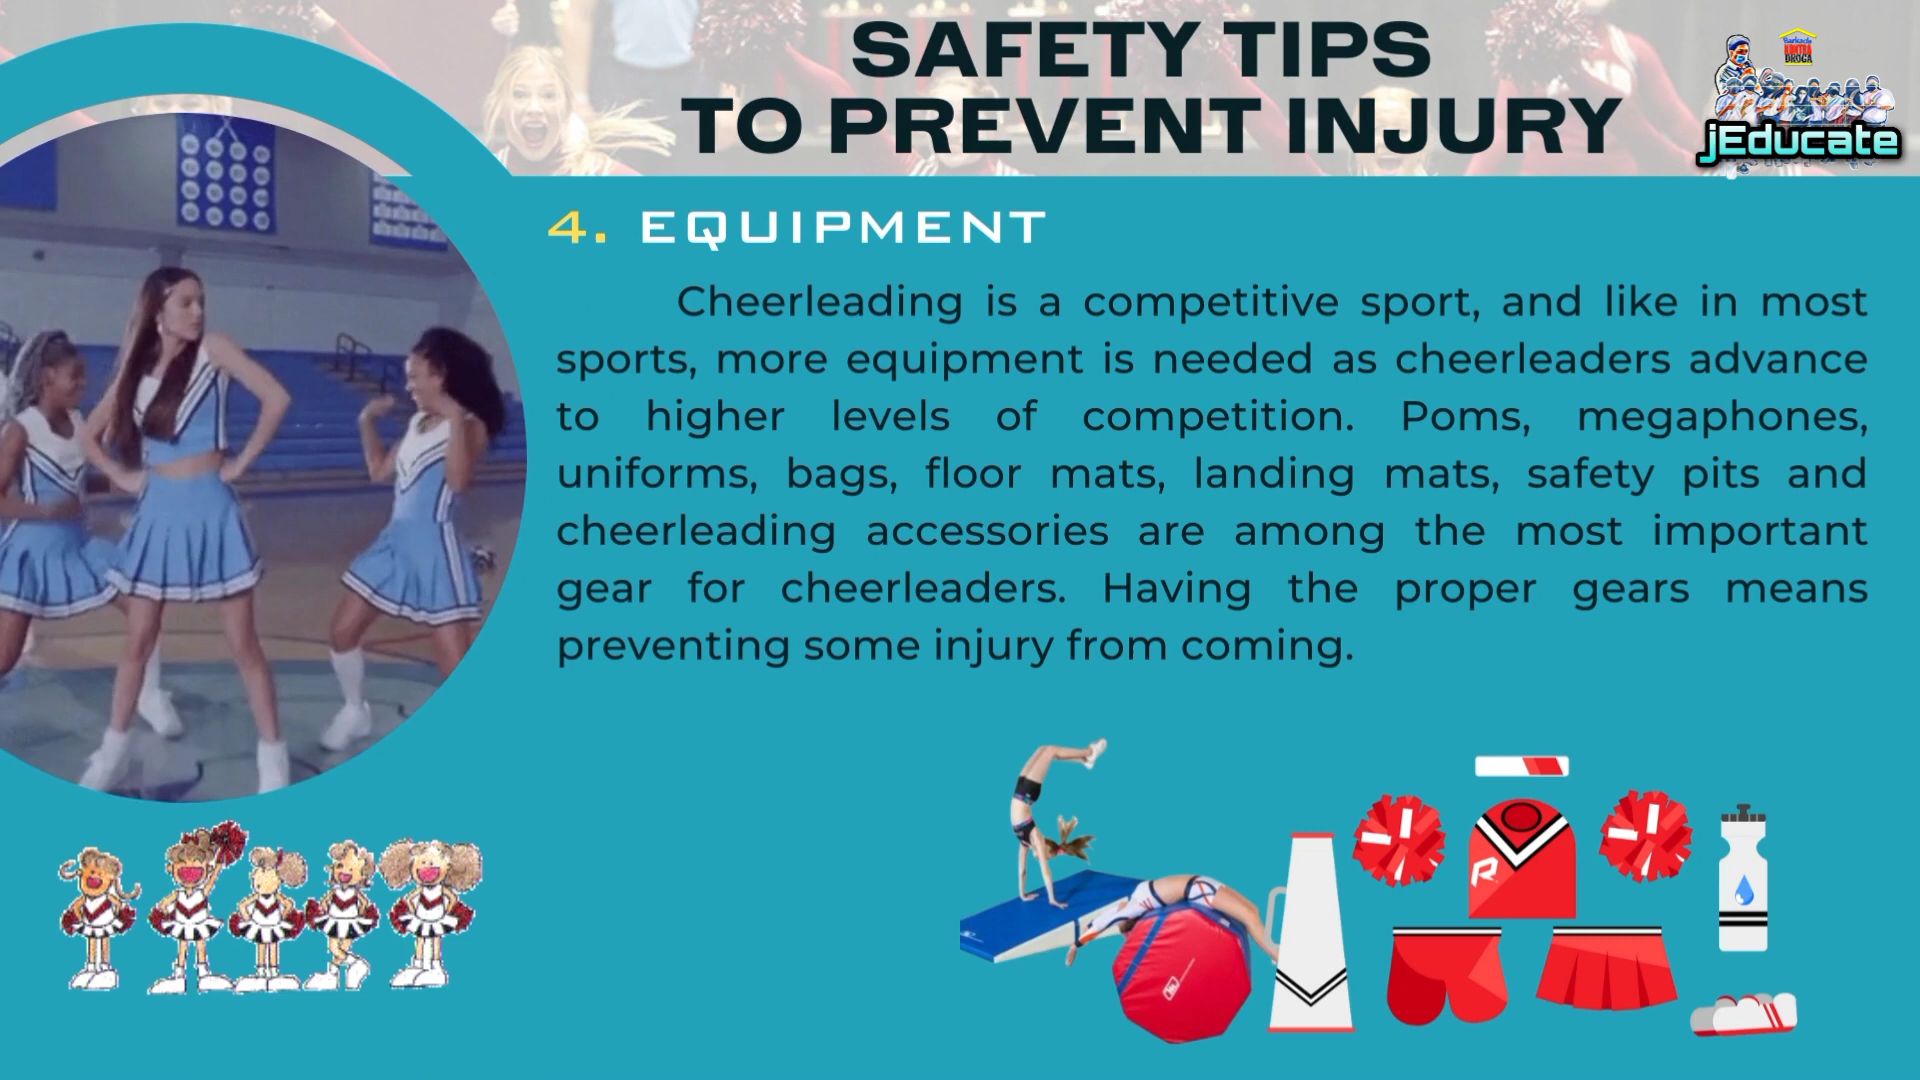 SAFETY TIPS
TO PREVENT INJURY
Barkada
KONTRA
DROGA
jEducate
4. EQUIPMENT
Cheerleading is a competitive sport, and like in most
sports, more equipment is needed as cheerleaders advance
to higher levels of competition. Poms, megaphones,
uniforms, bags, floor mats, landing mats, safety pits and
cheerleading accessories are among the most important
gear for cheerleaders. Having the proper gears means
preventing some injury from coming.
R